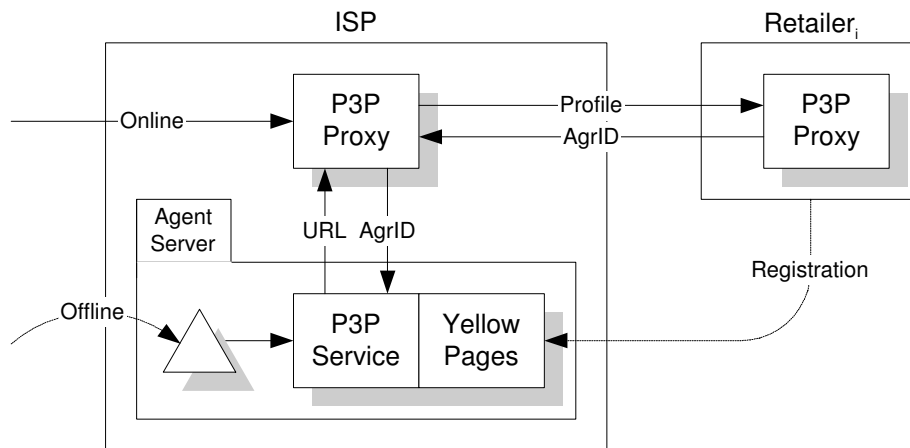 ISP
Retailer i
P3P
Proxy
Profile
P3P
Proxy
Online
AgrID
Agent
Server
URL
AgrID
Registration
Offline
P3P
Service
Yellow
Pages